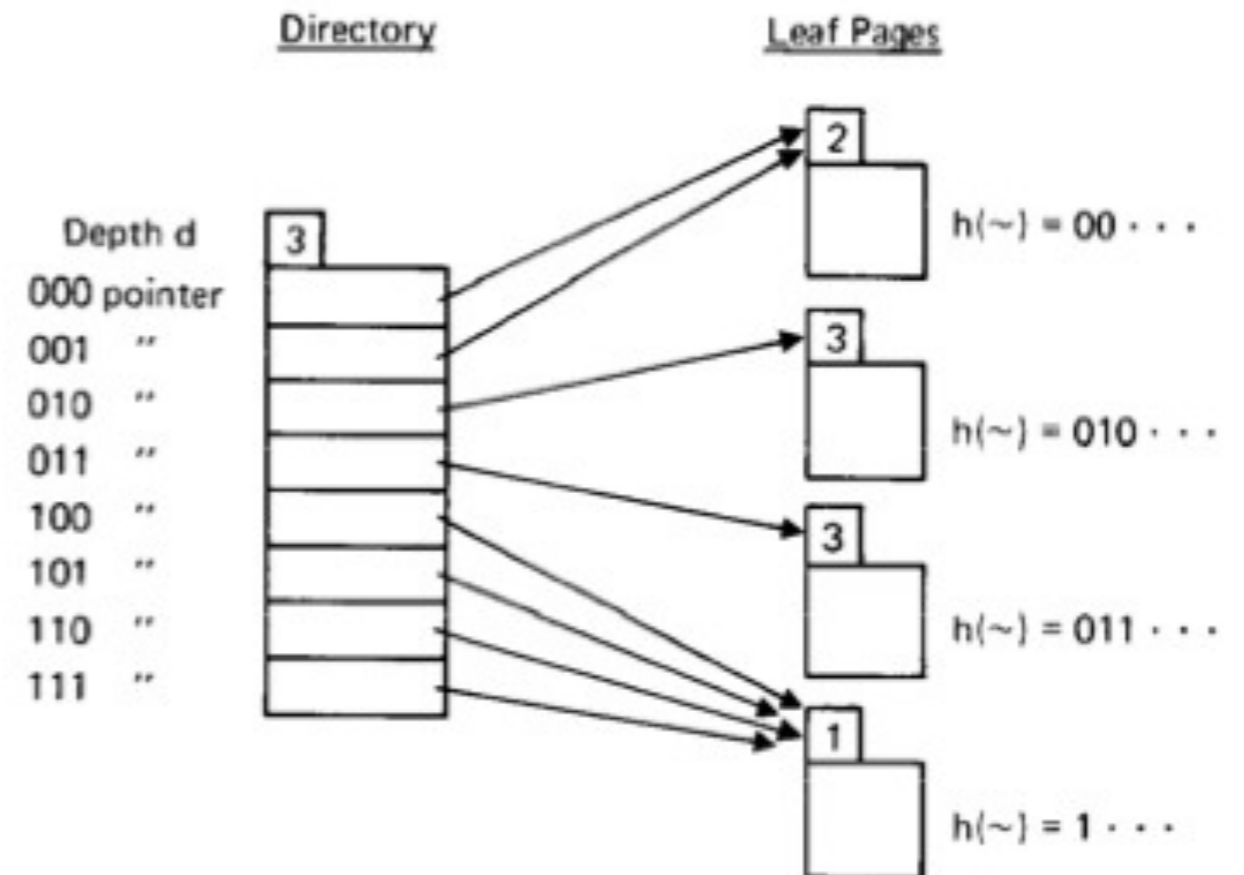 Directory
Leaf Pages
2
h(~) = 00 · · ·
Depth d
3
000 pointer
001 "
010 "
011 "
100 "
101 "
110 "
111 "
3
h(~) = 010 · · ·
3
h(~) = 011 · · ·
1
h(~) = 1 · · ·